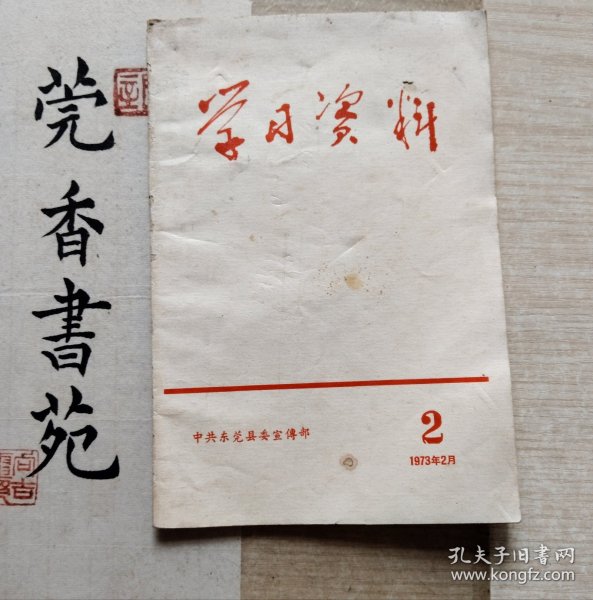 莞香書苑
学习资料
中共东莞县委宣傳部
2
1973年2月
孔夫子旧书网
www.kongfz.com